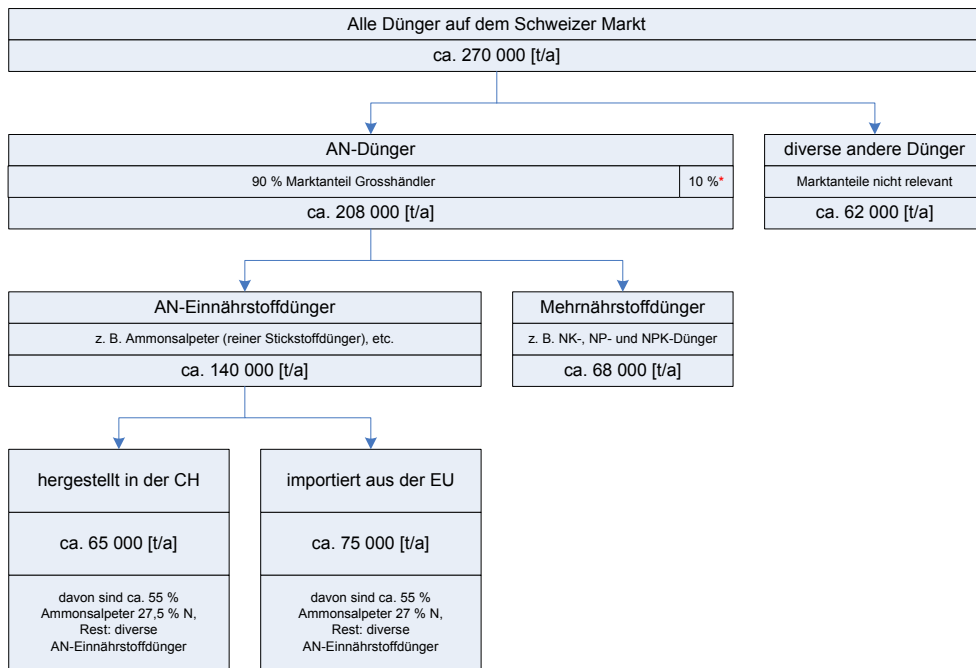 Alle Dünger auf dem Schweizer Markt
ca. 270 000 [t/a]
AN-Dünger
90 % Marktanteil Grosshändler
10 %*
ca. 208 000 [t/a]
diverse andere Dünger
Marktanteile nicht relevant
ca. 62 000 [t/a]
AN-Einnährstoffdünger
z. B. Ammonsalpeter (reiner Stickstoffdünger), etc.
ca. 140 000 [t/a]
Mehrnährstoffdünger
z. B. NK-, NP- und NPK-Dünger
ca. 68 000 [t/a]
hergestellt in der CH
ca. 65 000 [t/a]
davon sind ca. 55 %
Ammonsalpeter 27,5 % N,
Rest: diverse
AN-Einnährstoffdünger
importiert aus der EU
ca. 75 000 [t/a]
davon sind ca. 55 %
Ammonsalpeter 27 % N,
Rest: diverse
AN-Einnährstoffdünger